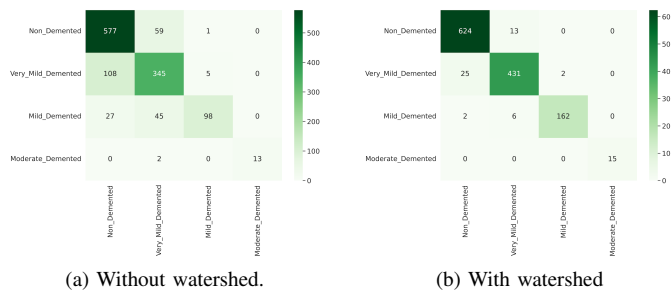 Non_Demented 577 59 1 0
Very_Mild_Demented 108 345 5 0
Mild_Demented 27 45 98 0
Moderate_Demented 0 2 0 13
500
400
300
200
100
0
Non_Demented
Very_Mild_Demented
Mild_Demented
Moderate_Demented
(a) Without watershed.
Non_Demented 624 13 0 0
Very_Mild_Demented 25 431 2 0
Mild_Demented 2 6 162 0
Moderate_Demented 0 0 0 15
Non_Demented
Very_Mild_Demented
Mild_Demented
Moderate_Demented
(b) With watershed